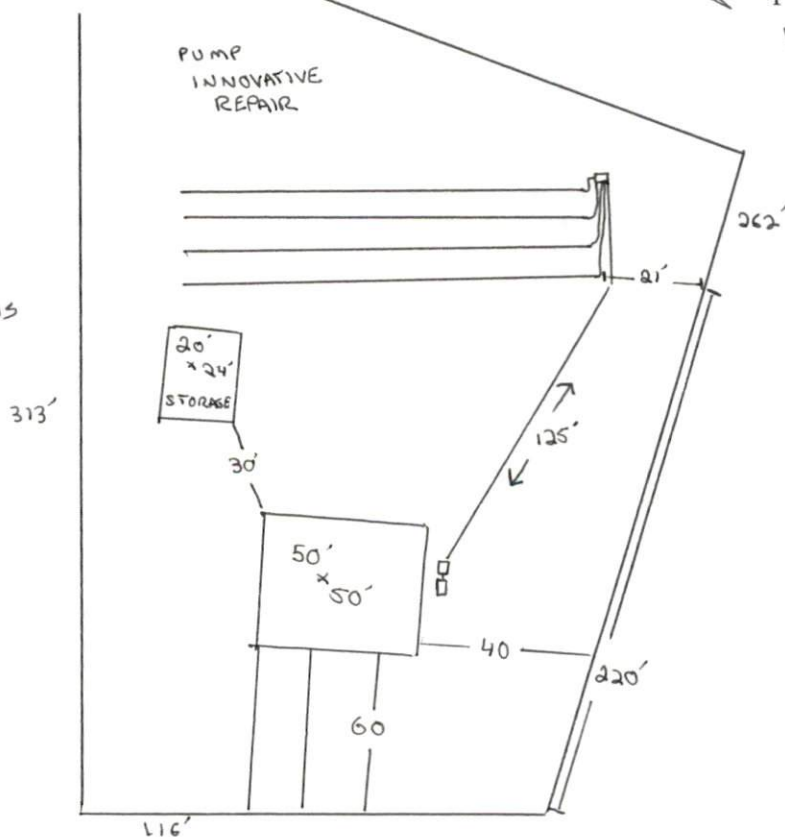 PUMP
INNOVATIVE
REPAIR
262'
21'
20'
x 24'
STORAGE
313'
125'
30'
50'
x
50'
40
220'
60
116'